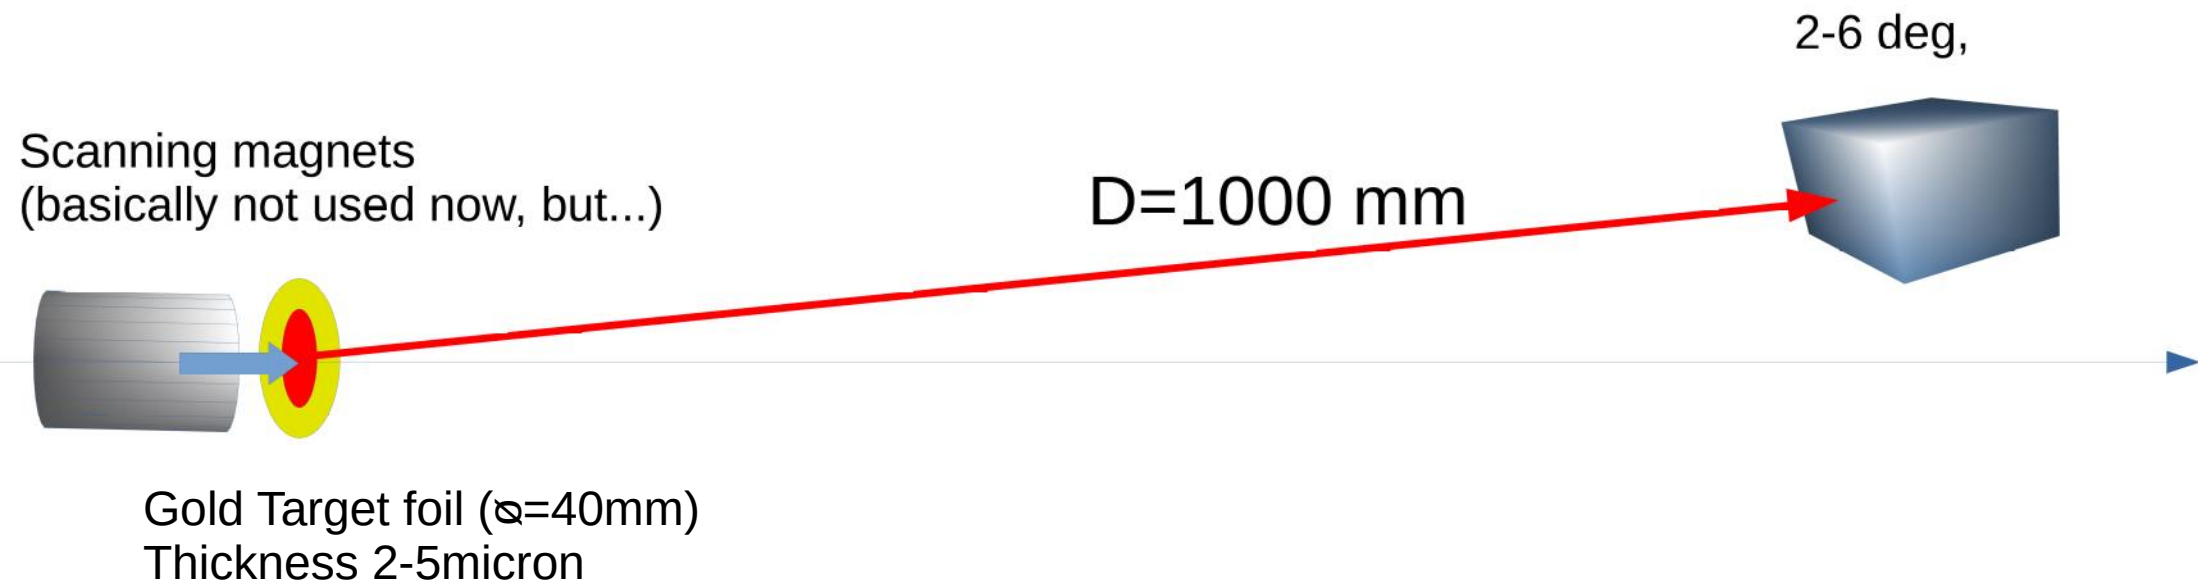 2-6 deg,
Scanning magnets
(basically not used now, but...)
D=1000 mm
Gold Target foil (ᴓ=40mm)
Thickness 2-5micron